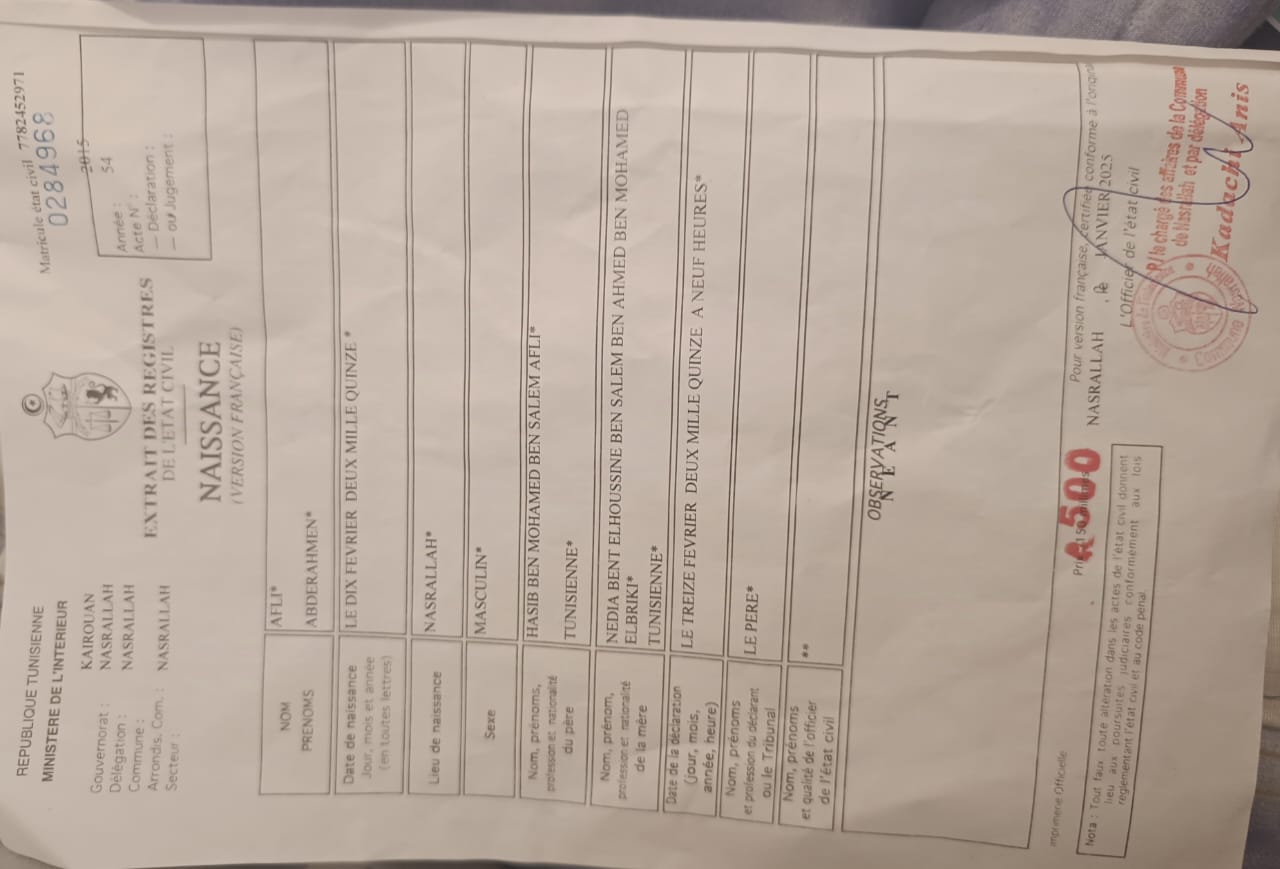 REPUBLIQUE TUNISIENNE
MINISTERE DE L'INTERIEUR
Gouvernorat : KAIROUAN
Délégation : NASRALLAH
Commune : NASRALLAH
Arrondis. Com. :
Secteur : NASRALLAH
EXTRAIT DES REGISTRES
DE L'ETAT CIVIL
NAISSANCE
(VERSION FRANÇAISE)
Matricule état civil 7782452971
0284968
2015
Année :
Acte N° : 54
— Déclaration :
— ou Jugement :
NOM AFLI*
PRENOMS ABDERAHMEN*
Date de naissance
Jour, mois et année
(en toutes lettres)
LE DIX FEVRIER DEUX MILLE QUINZE *
Lieu de naissance NASRALLAH*
Sexe MASCULIN*
Nom, prénoms,
profession et nationalité
du père
HASIB BEN MOHAMED BEN SALEM AFLI*
TUNISIENNE*
Nom, prénom,
profession et nationalité
de la mère
NEDIA BENT ELHOUSSINE BEN SALEM BEN AHMED BEN MOHAMED
ELBRIKI*
TUNISIENNE*
Date de la déclaration
(jour, mois,
année, heure)
LE TREIZE FEVRIER DEUX MILLE QUINZE A NEUF HEURES*
Nom, prénoms
et profession du déclarant
ou le Tribunal
LE PERE*
Nom, prénoms
et qualité de l'officier
de l'état civil
**
OBSERVATIONS
N E A N T
Imprimerie Officielle
A 500
Pour version française, certifiée conforme à l'original
NASRALLAH , le JANVIER 2025
L'Officier de l'état civil
P/ le chargé des affaires de la Commune
de Nasrallah et par délégation
Kadachi Anis
Nota : Tout faux toute altération dans les actes de l'état civil donnent
lieu aux poursuites judiciaires conformément aux lois
réglementant l'état civil et au code pénal.